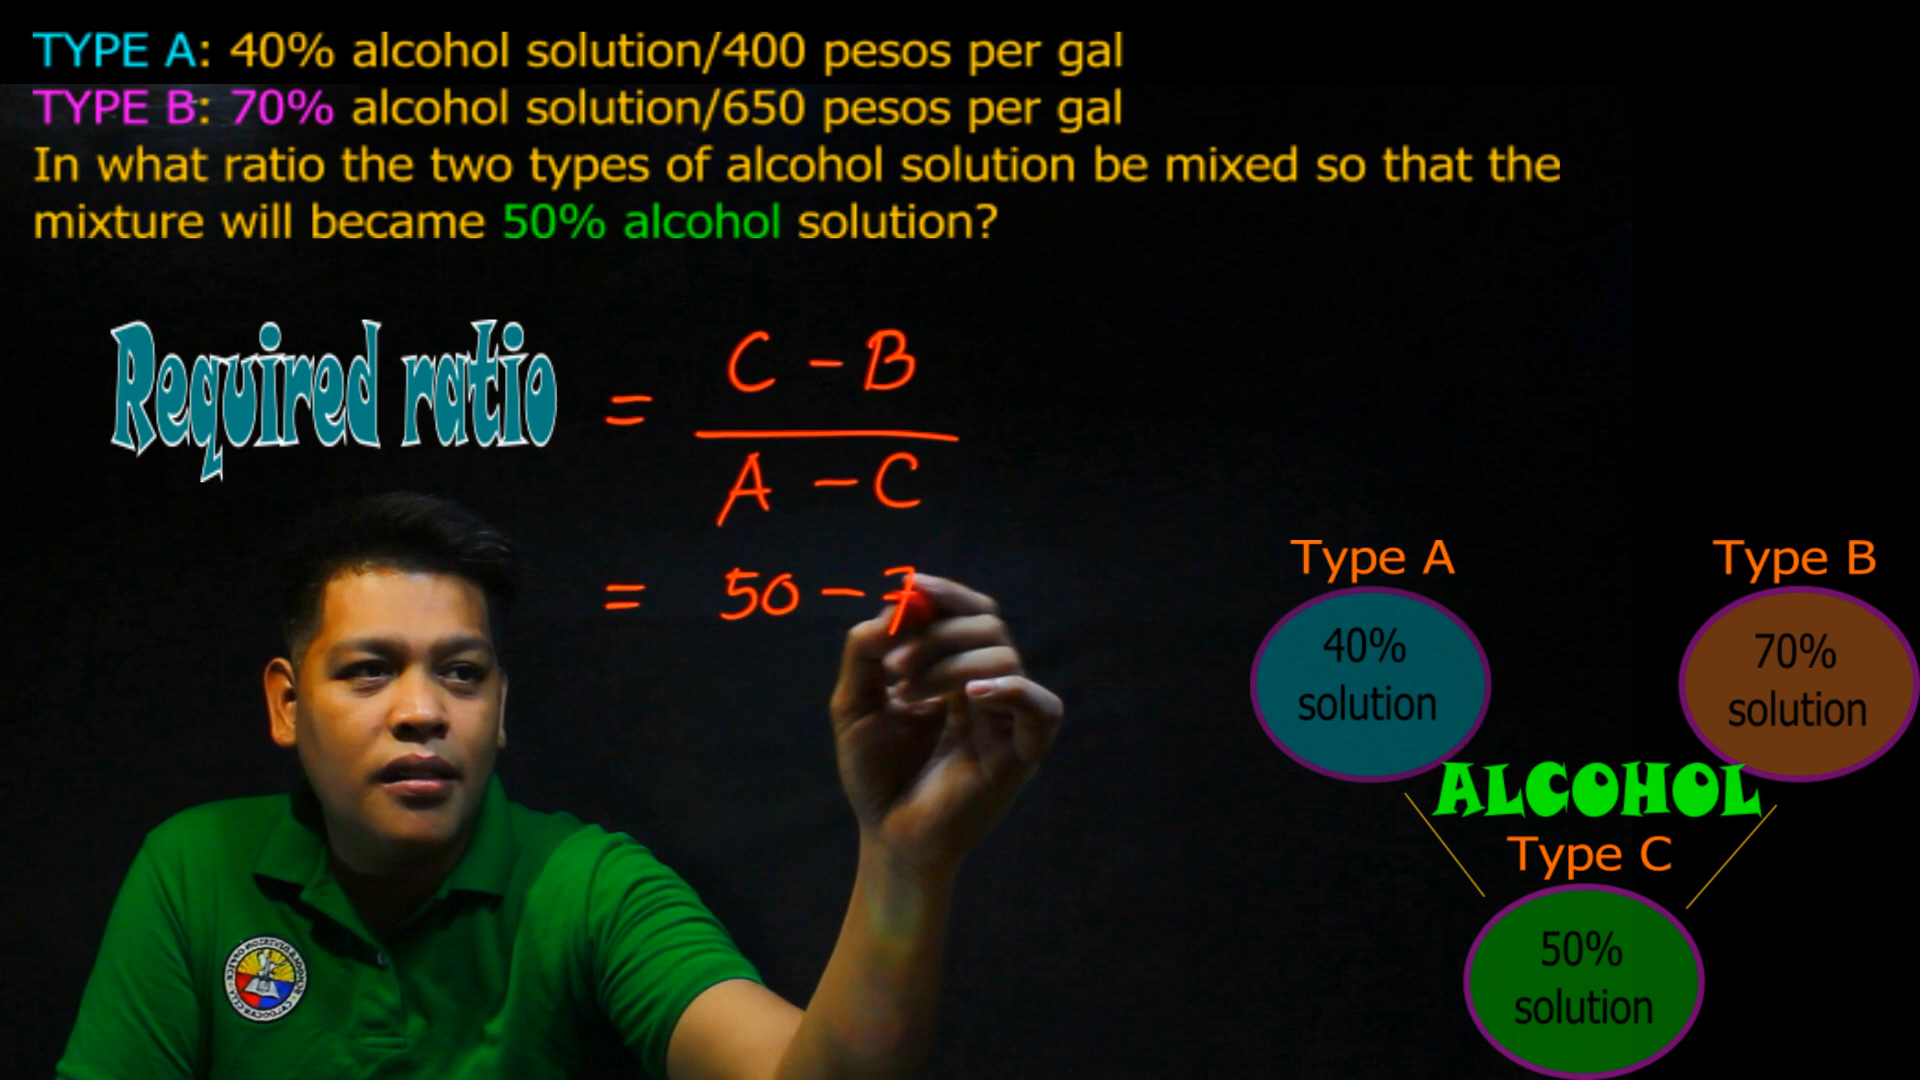 TYPE A: 40% alcohol solution/400 pesos per gal
TYPE B: 70% alcohol solution/650 pesos per gal
In what ratio the two types of alcohol solution be mixed so that the
mixture will became 50% alcohol solution?
Required ratio = C - B
A - C
= 50 - 7
Type A
40%
solution
Type B
70%
solution
ALCOHOL
Type C
50%
solution